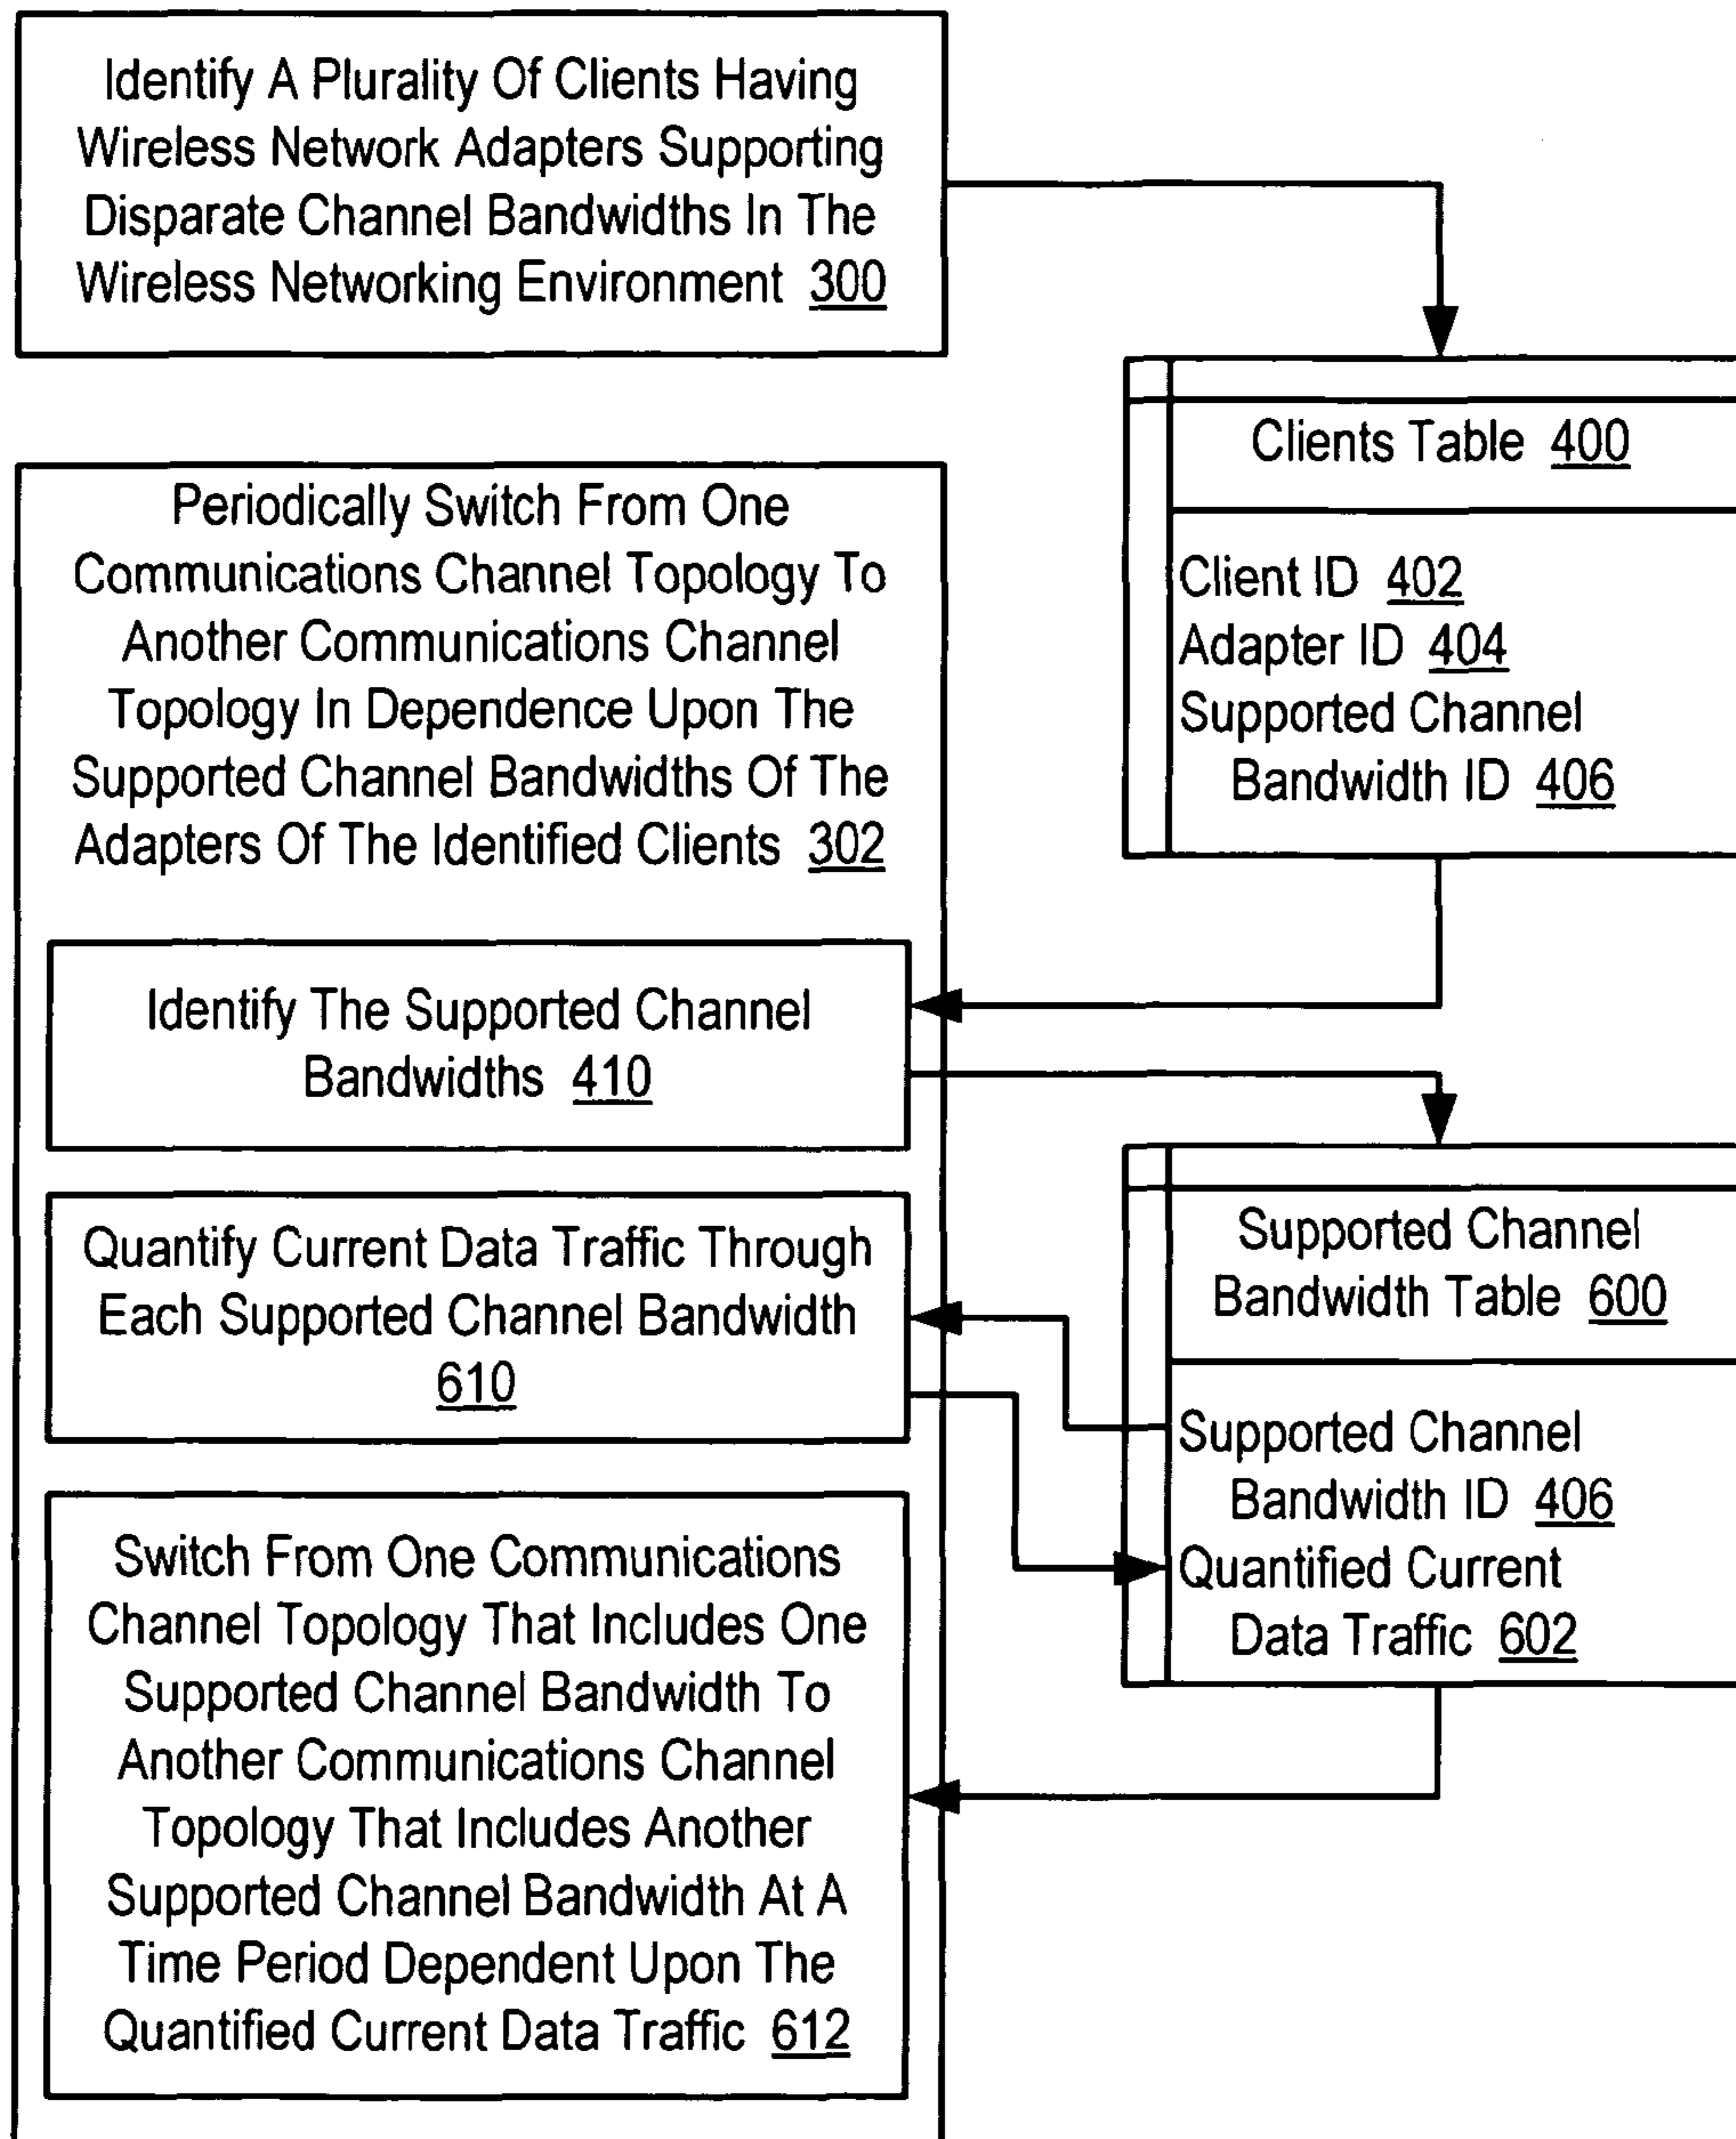 Identify A Plurality Of Clients Having
Wireless Network Adapters Supporting
Disparate Channel Bandwidths In The
Wireless Networking Environment 300
Clients Table 400
Client ID 402
Adapter ID 404
Supported Channel
Bandwidth ID 406
Periodically Switch From One
Communications Channel Topology To
Another Communications Channel
Topology In Dependence Upon The
Supported Channel Bandwidths Of The
Adapters Of The Identified Clients 302
Identify The Supported Channel
Bandwidths 410
Quantify Current Data Traffic Through
Each Supported Channel Bandwidth
610
Supported Channel
Bandwidth Table 600
Supported Channel
Bandwidth ID 406
Quantified Current
Data Traffic 602
Switch From One Communications
Channel Topology That Includes One
Supported Channel Bandwidth To
Another Communications Channel
Topology That Includes Another
Supported Channel Bandwidth At A
Time Period Dependent Upon The
Quantified Current Data Traffic 612